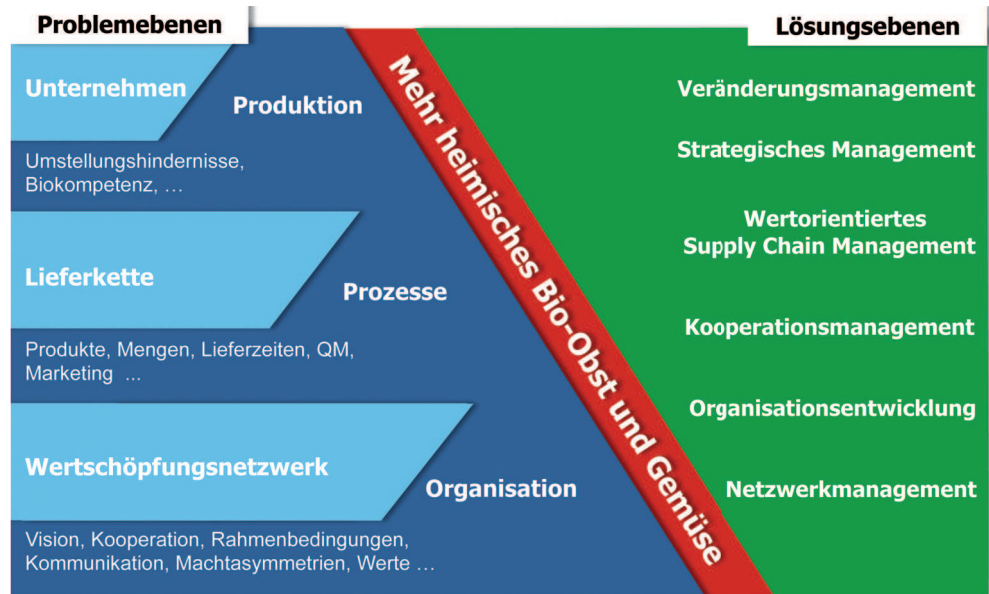 Problemebenen
Unternehmen
Produktion
Umstellungshindernisse,
Biokompetenz, …
Lieferkette
Prozesse
Produkte, Mengen, Lieferzeiten, QM,
Marketing ...
Wertschöpfungsnetzwerk
Organisation
Vision, Kooperation, Rahmenbedingungen,
Kommunikation, Machtasymmetrien, Werte …
Mehr heimisches Bio-Obst und Gemüse
Lösungsebenen
Veränderungsmanagement
Strategisches Management
Wertorientiertes
Supply Chain Management
Kooperationsmanagement
Organisationsentwicklung
Netzwerkmanagement